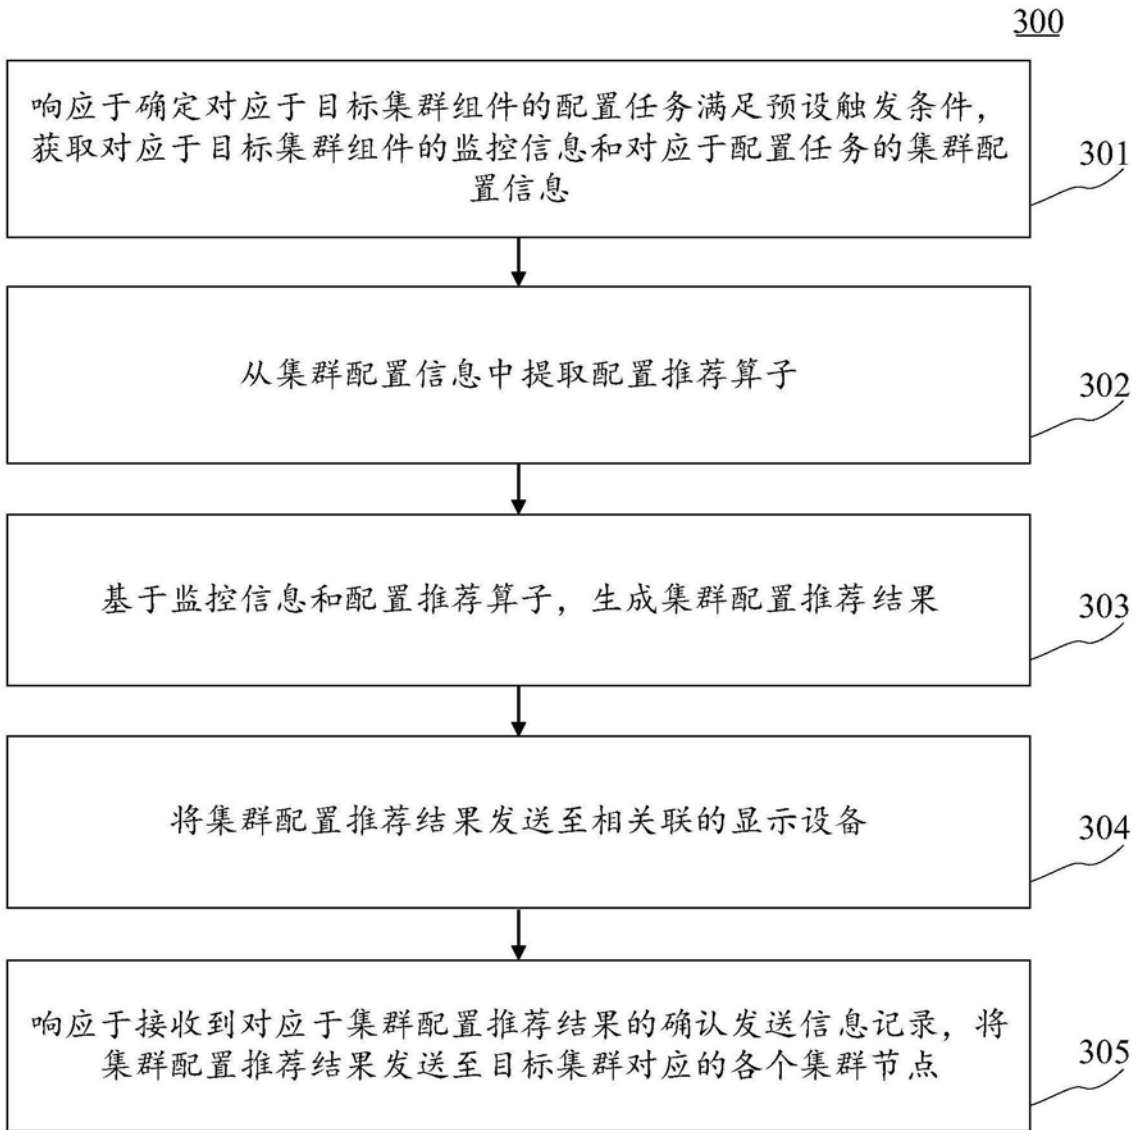 300
响应于确定对应于目标集群组件的配置任务满足预设触发条件，
获取对应于目标集群组件的监控信息和对应于配置任务的集群配
置信息
301
从集群配置信息中提取配置推荐算子
302
基于监控信息和配置推荐算子，生成集群配置推荐结果
303
将集群配置推荐结果发送至相关联的显示设备
304
响应于接收到对应于集群配置推荐结果的确认发送信息记录，将
集群配置推荐结果发送至目标集群对应的各个集群节点
305